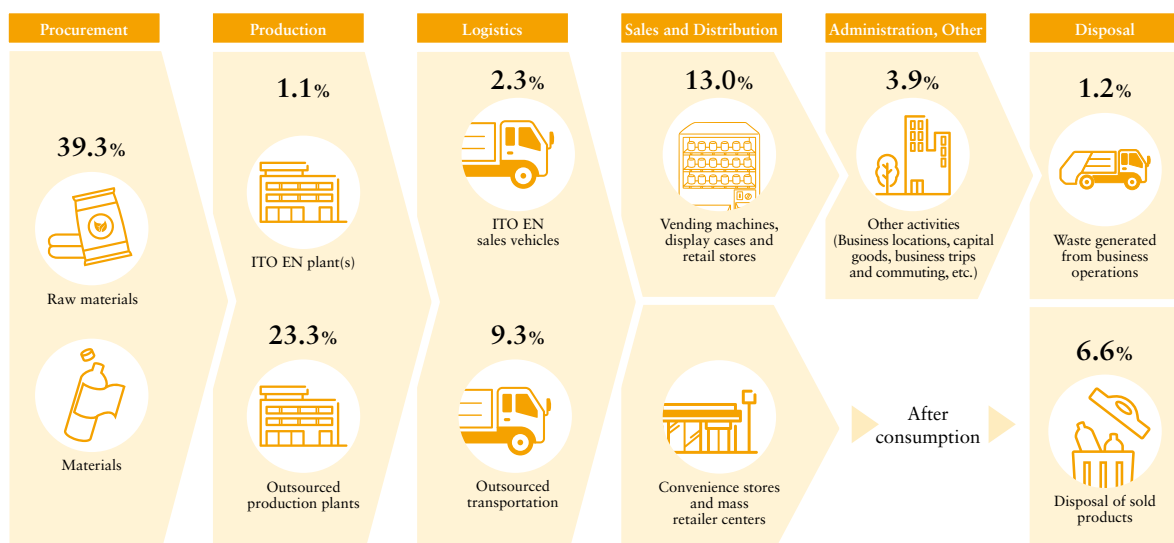 Procurement
Production
Logistics
Sales and Distribution
Administration, Other
Disposal
39.3%
Raw materials
Materials
1.1%
ITO EN plant(s)
23.3%
Outsourced
production plants
2.3%
ITO EN
sales vehicles
9.3%
Outsourced
transportation
13.0%
Vending machines,
display cases and
retail stores
Convenience stores
and mass
retailer centers
3.9%
Other activities
(Business locations, capital
goods, business trips
and commuting, etc.)
After
consumption
1.2%
Waste generated
from business
operations
6.6%
Disposal of sold
products